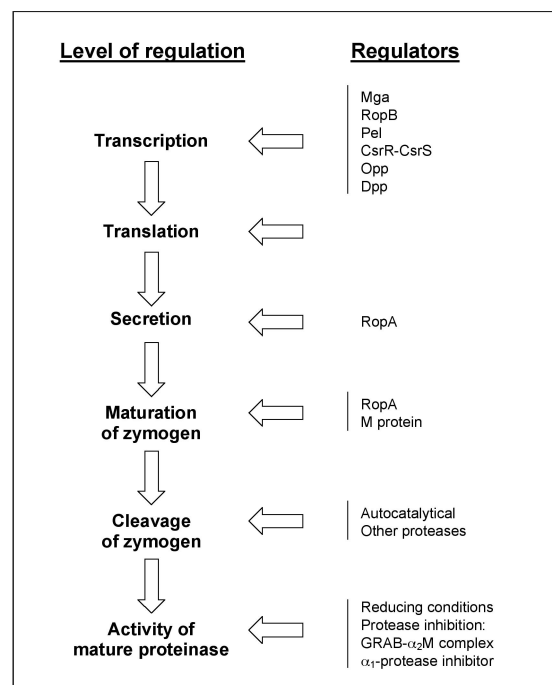 Level of regulation
Regulators
Transcription
Mga
RopB
Pel
CsrR-CsrS
Opp
Dpp
Translation
Secretion
RopA
Maturation
of zymogen
RopA
M protein
Cleavage
of zymogen
Autocatalytical
Other proteases
Activity of
mature proteinase
Reducing conditions
Protease inhibition:
GRAB-α₂M complex
α₁-protease inhibitor